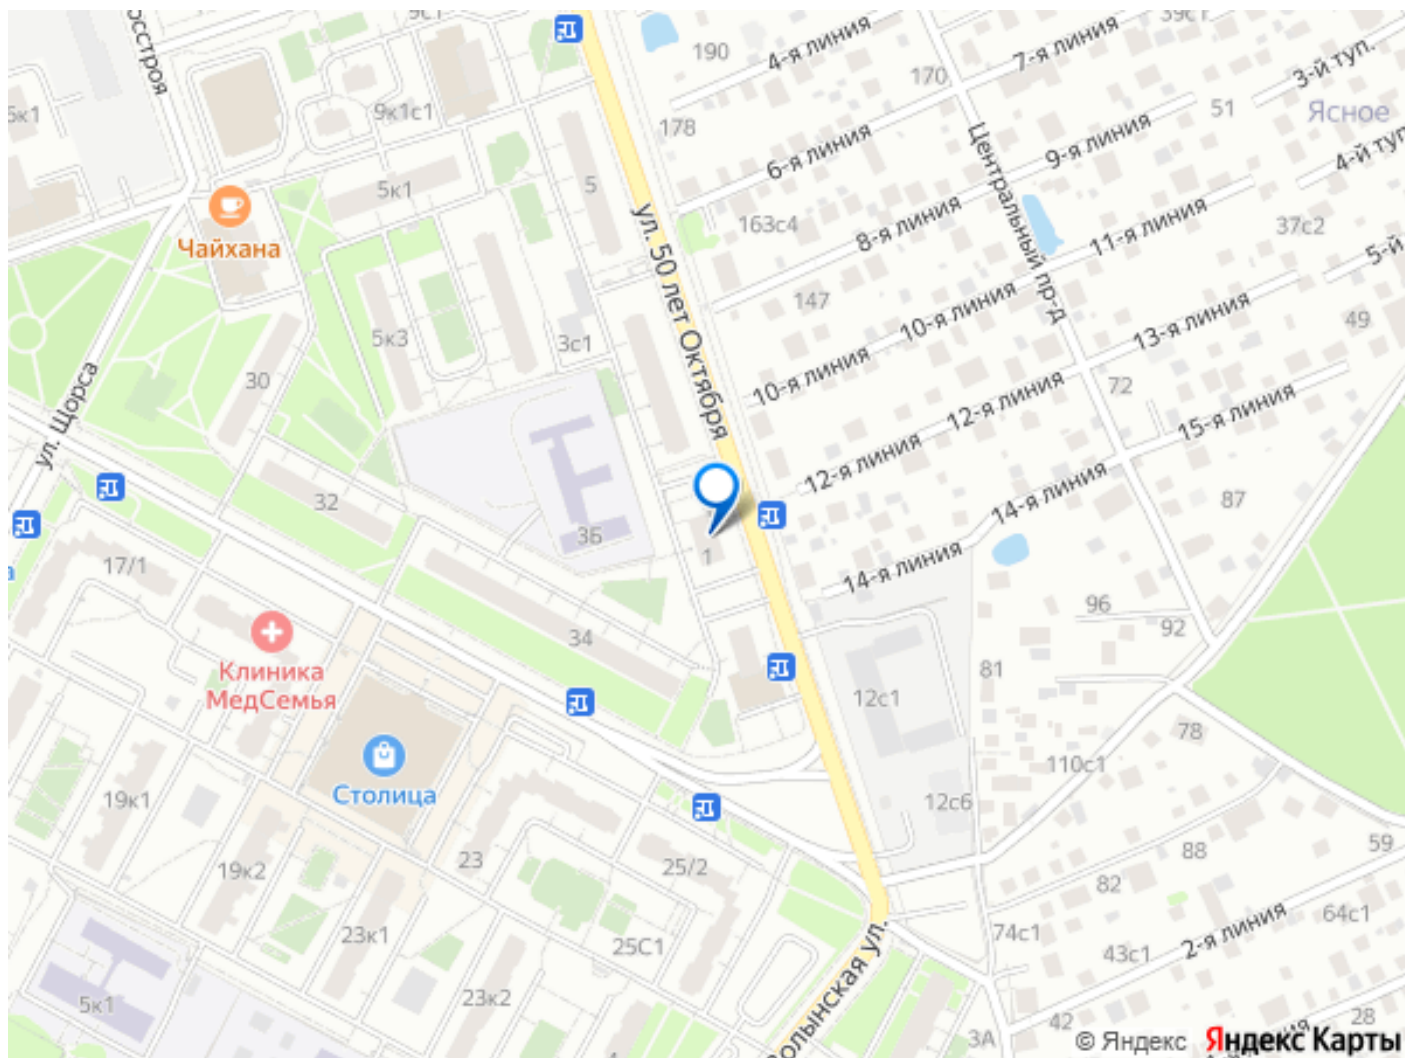 9с1
39с1
190
4-я линия
7-я линия
3-й туп.
170
51
Ясное
9к1с1
178
6-я линия
9-я линия
4-й туп
5
5к1
Центральный пр-д
163с4
8-я линия
11-я линия
37с2
5-й
Чайхана
ул. 50 лет Октября
147
10-я линия
13-я линия
49
5к3
3с1
10-я линия
12-я линия
72
15-я линия
30
ул. Щорса
12-я линия
14-я линия
87
32
3Б
1
14-я линия
17/1
96
92
Клиника
МедСемья
34
81
12с1
78
110с1
Столица
19к1
12с6
59
23
25/2
88
19к2
82
64с1
23к1
25С1
74с1
2-я линия
43с1
5к1
23к2
42
28
3А
© Яндекс
Яндекс Карты